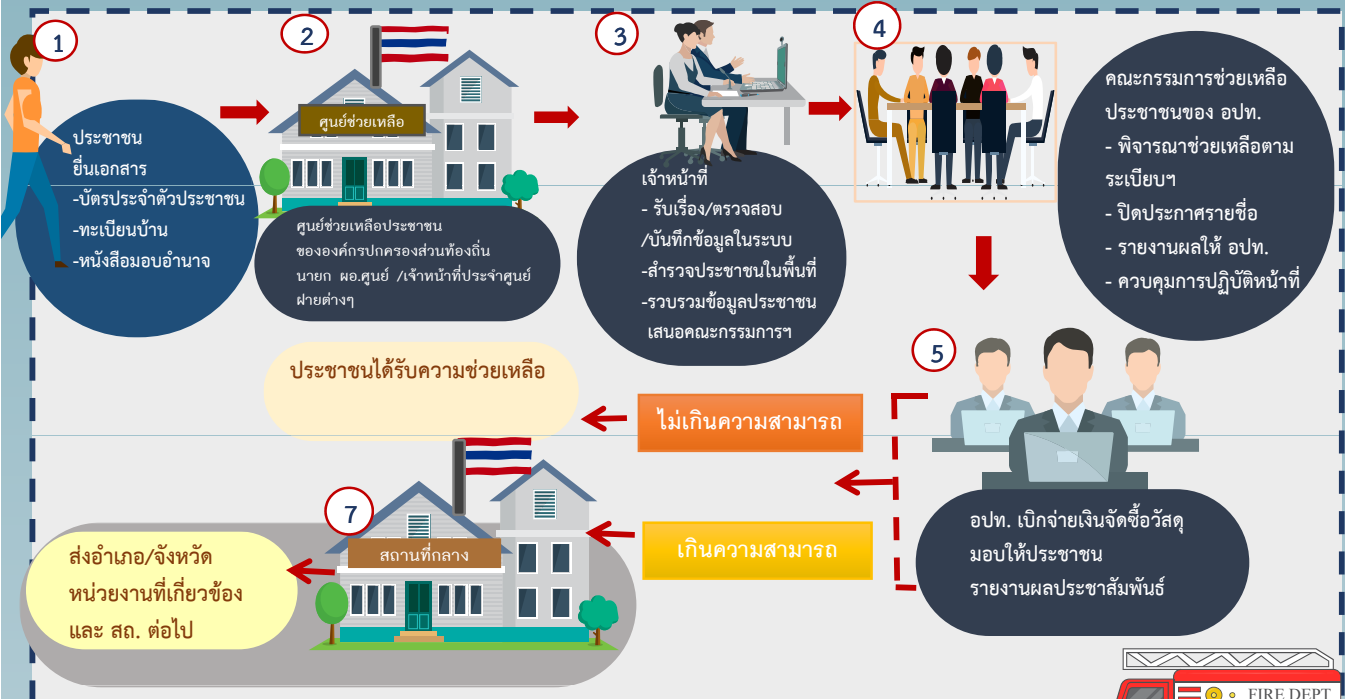 1
ประชาชน
ยื่นเอกสาร
-บัตรประจำตัวประชาชน
-ทะเบียนบ้าน
-หนังสือมอบอำนาจ
2
ศูนย์ช่วยเหลือ
ศูนย์ช่วยเหลือประชาชน
ขององค์กรปกครองส่วนท้องถิ่น
นายก ผอ.ศูนย์ /เจ้าหน้าที่ประจำศูนย์
ฝ่ายต่างๆ
3
เจ้าหน้าที่
- รับเรื่อง/ตรวจสอบ
/บันทึกข้อมูลในระบบ
-สำรวจประชาชนในพื้นที่
-รวบรวมข้อมูลประชาชน
เสนอคณะกรรมการฯ
4
คณะกรรมการช่วยเหลือ
ประชาชนของ อปท.
- พิจารณาช่วยเหลือตาม
ระเบียบฯ
- ปิดประกาศรายชื่อ
- รายงานผลให้ อปท.
- ควบคุมการปฏิบัติหน้าที่
5
อปท. เบิกจ่ายเงินจัดซื้อวัสดุ
มอบให้ประชาชน
รายงานผลประชาสัมพันธ์
ไม่เกินความสามารถ
ประชาชนได้รับความช่วยเหลือ
เกินความสามารถ
7
สถานที่กลาง
ส่งอำเภอ/จังหวัด
หน่วยงานที่เกี่ยวข้อง
และ สถ. ต่อไป
FIRE DEPT